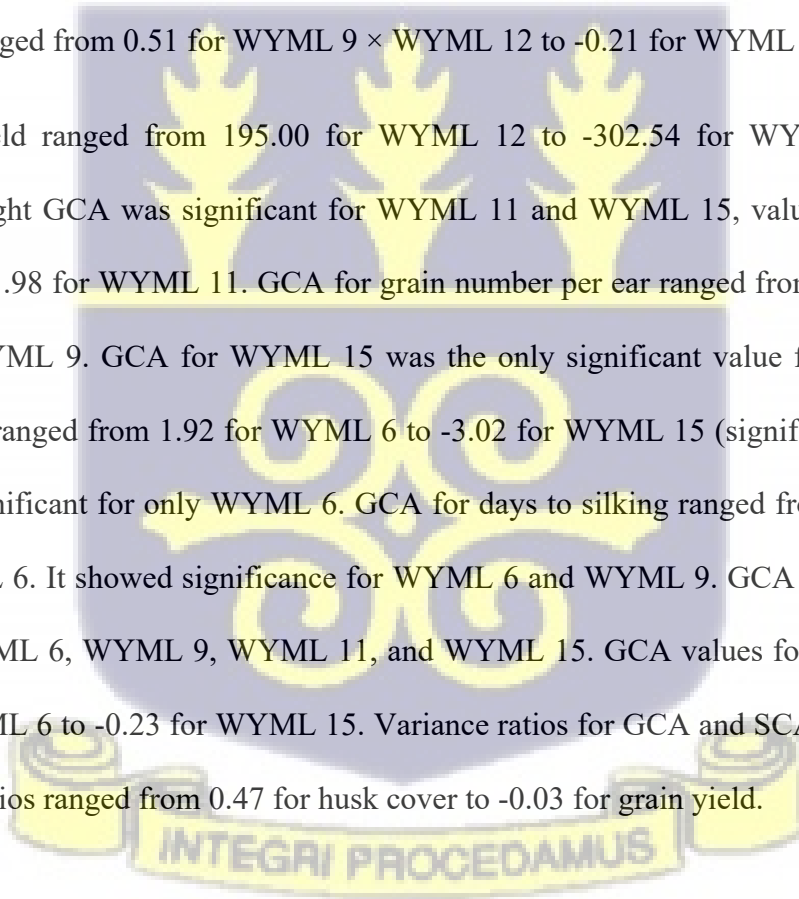 ged from 0.51 for WYML 9 × WYML 12 to -0.21 for WYML
ld ranged from 195.00 for WYML 12 to -302.54 for WY
ght GCA was significant for WYML 11 and WYML 15, valu
.98 for WYML 11. GCA for grain number per ear ranged from
ML 9. GCA for WYML 15 was the only significant value f
ranged from 1.92 for WYML 6 to -3.02 for WYML 15 (signif
nificant for only WYML 6. GCA for days to silking ranged fr
L 6. It showed significance for WYML 6 and WYML 9. GCA
ML 6, WYML 9, WYML 11, and WYML 15. GCA values fo
ML 6 to -0.23 for WYML 15. Variance ratios for GCA and SCA
ios ranged from 0.47 for husk cover to -0.03 for grain yield.
INTEGRI PROCEDAMUS